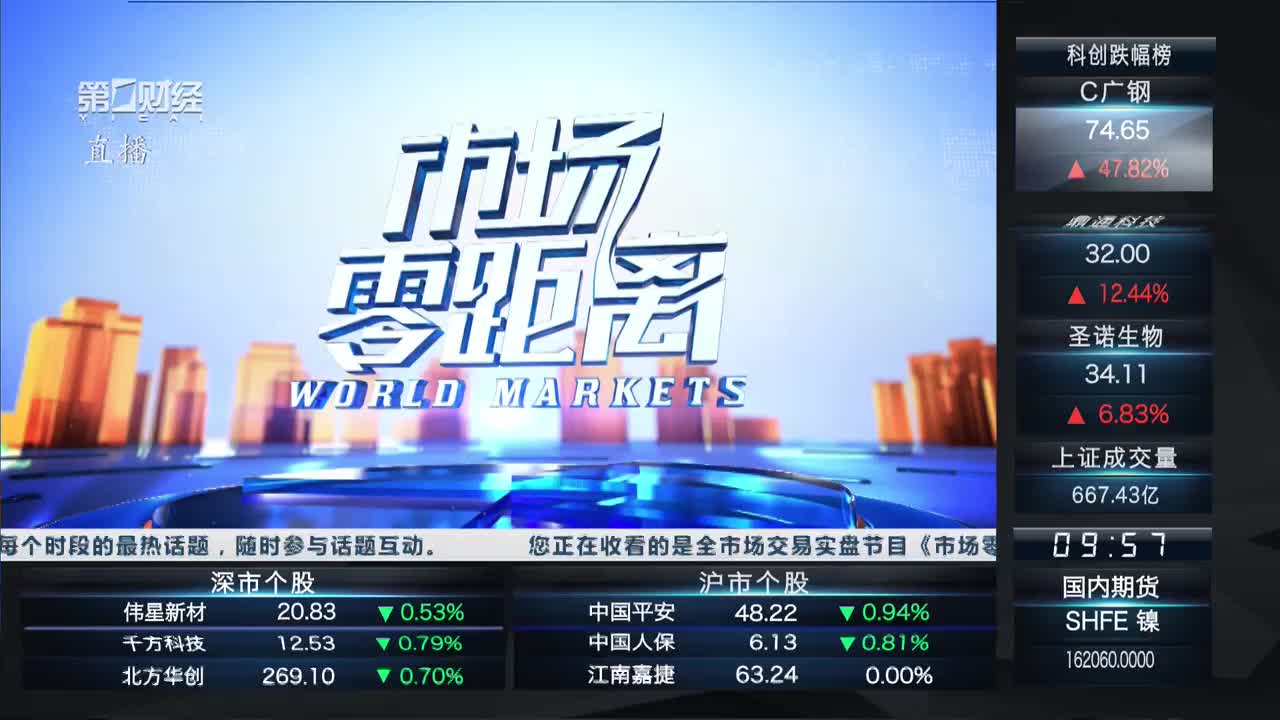 第一财经
YICAI
直播
市场
零距离
WORLD MARKETS
每个时段的最热话题，随时参与话题互动。 您正在收看的是全市场交易实盘节目《市场零
深市个股
伟星新材 20.83 ▼0.53%
千方科技 12.53 ▼0.79%
北方华创 269.10 ▼0.70%
沪市个股
中国平安 48.22 ▼0.94%
中国人保 6.13 ▼0.81%
江南嘉捷 63.24 0.00%
科创跌幅榜
C广钢
74.65
▲ 47.82%
鼎通科技
32.00
▲ 12.44%
圣诺生物
34.11
▲ 6.83%
上证成交量
667.43亿
09:57
国内期货
SHFE 镍
162060.0000